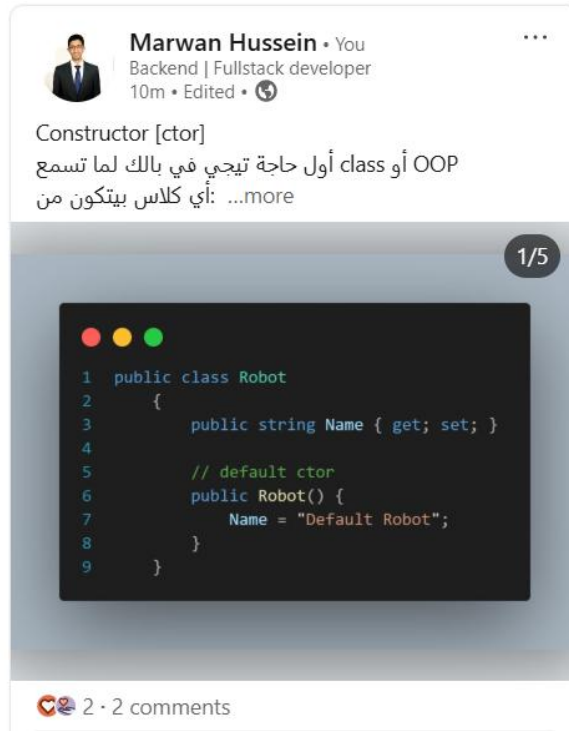 Marwan Hussein • You
Backend | Fullstack developer
10m • Edited •
Constructor [ctor]
أول حاجة تيجي في بالك لما تسمع class أو OOP
أي كلاس بيتكون من: ...more
1/5
1 public class Robot
2 {
3 public string Name { get; set; }
4
5 // default ctor
6 public Robot() {
7 Name = "Default Robot";
8 }
9 }
2 · 2 comments